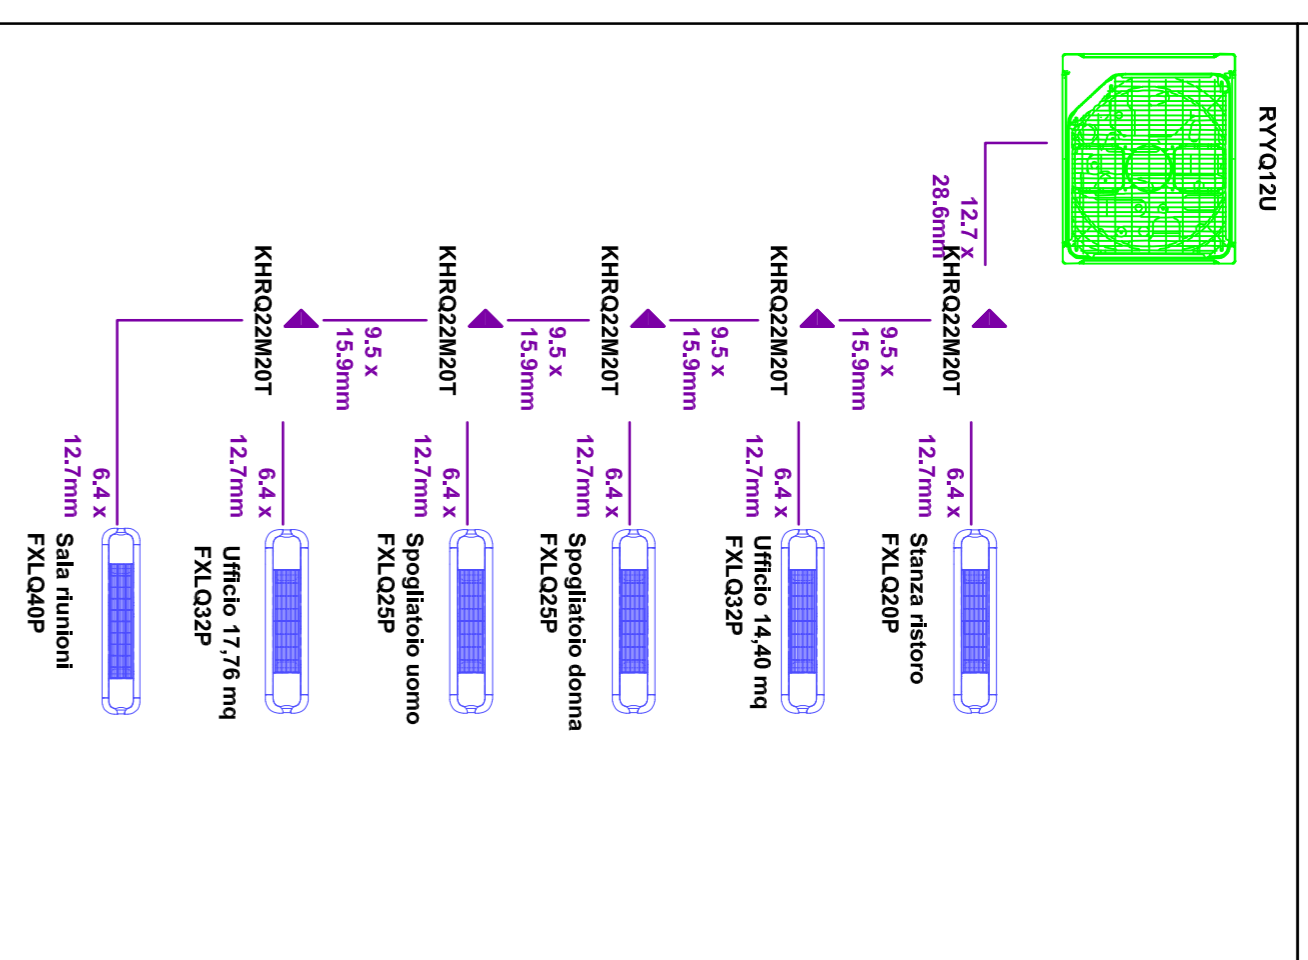 RYYQ12U
12.7 x
28.6mm
KHRQ22M20T
9.5 x
15.9mm
KHRQ22M20T
9.5 x
15.9mm
KHRQ22M20T
9.5 x
15.9mm
KHRQ22M20T
9.5 x
15.9mm
KHRQ22M20T
6.4 x
12.7mm
Stanza ristoro
FXLQ20P
6.4 x
12.7mm
Ufficio 14,40 mq
FXLQ32P
6.4 x
12.7mm
Spogliatoio donna
FXLQ25P
6.4 x
12.7mm
Spogliatoio uomo
FXLQ25P
6.4 x
12.7mm
Ufficio 17,76 mq
FXLQ32P
6.4 x
12.7mm
Sala riunioni
FXLQ40P